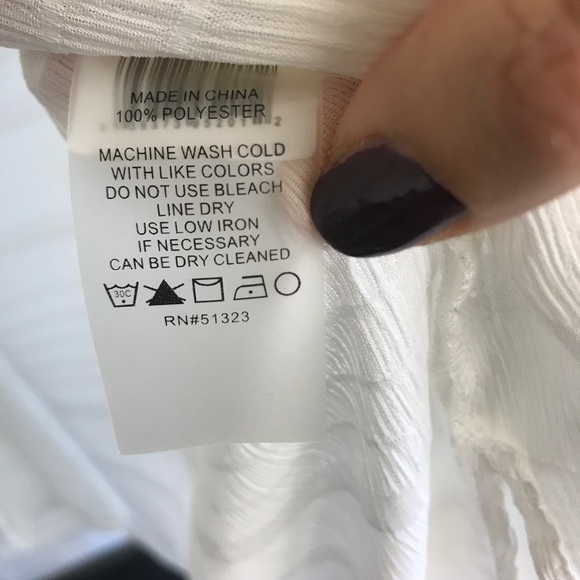 MADE IN CHINA
100% POLYESTER
MACHINE WASH COLD
WITH LIKE COLORS
DO NOT USE BLEACH
LINE DRY
USE LOW IRON
IF NECESSARY
CAN BE DRY CLEANED
30C
RN#51323